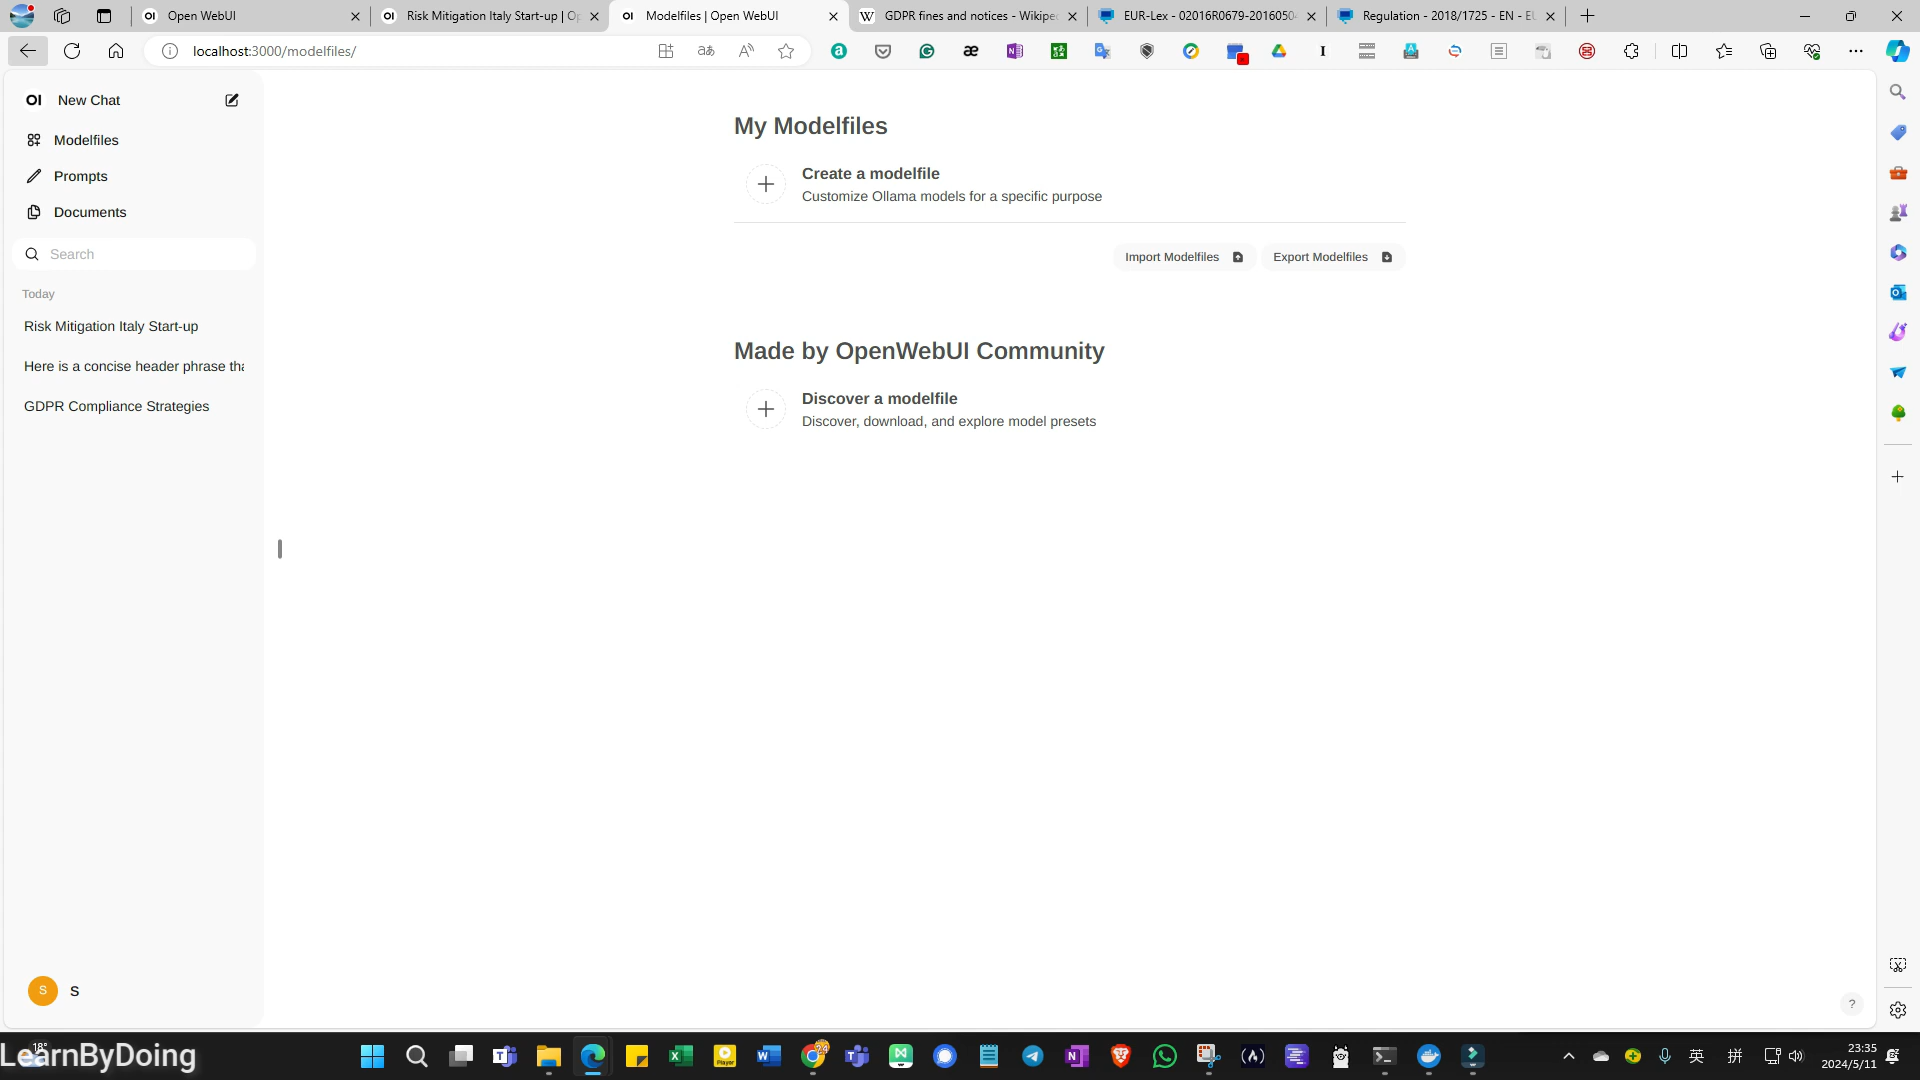 Open WebUI
Risk Mitigation Italy Start-up | Op
Modelfiles | Open WebUI
GDPR fines and notices - Wikipe
EUR-Lex - 02016R0679-2016050
Regulation - 2018/1725 - EN - EU
localhost:3000/modelfiles/
OI New Chat
Modelfiles
Prompts
Documents
Search
Today
Risk Mitigation Italy Start-up
Here is a concise header phrase tha
GDPR Compliance Strategies
S S
My Modelfiles
Create a modelfile
Customize Ollama models for a specific purpose
Import Modelfiles
Export Modelfiles
Made by OpenWebUI Community
Discover a modelfile
Discover, download, and explore model presets
?
18°
LearnByDoing
英
拼
23:35
2024/5/11